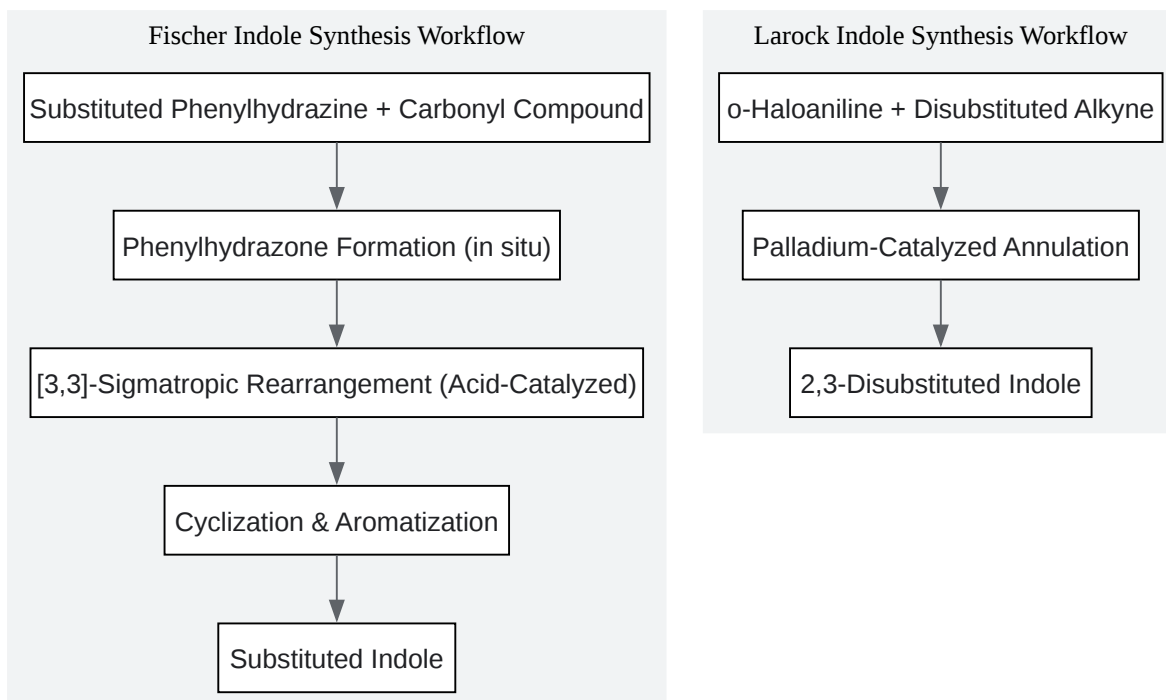 Fischer Indole Synthesis Workflow
Substituted Phenylhydrazine + Carbonyl Compound
Phenylhydrazone Formation (in situ)
[3,3]-Sigmatropic Rearrangement (Acid-Catalyzed)
Cyclization & Aromatization
Substituted Indole
Larock Indole Synthesis Workflow
o-Haloaniline + Disubstituted Alkyne
Palladium-Catalyzed Annulation
2,3-Disubstituted Indole